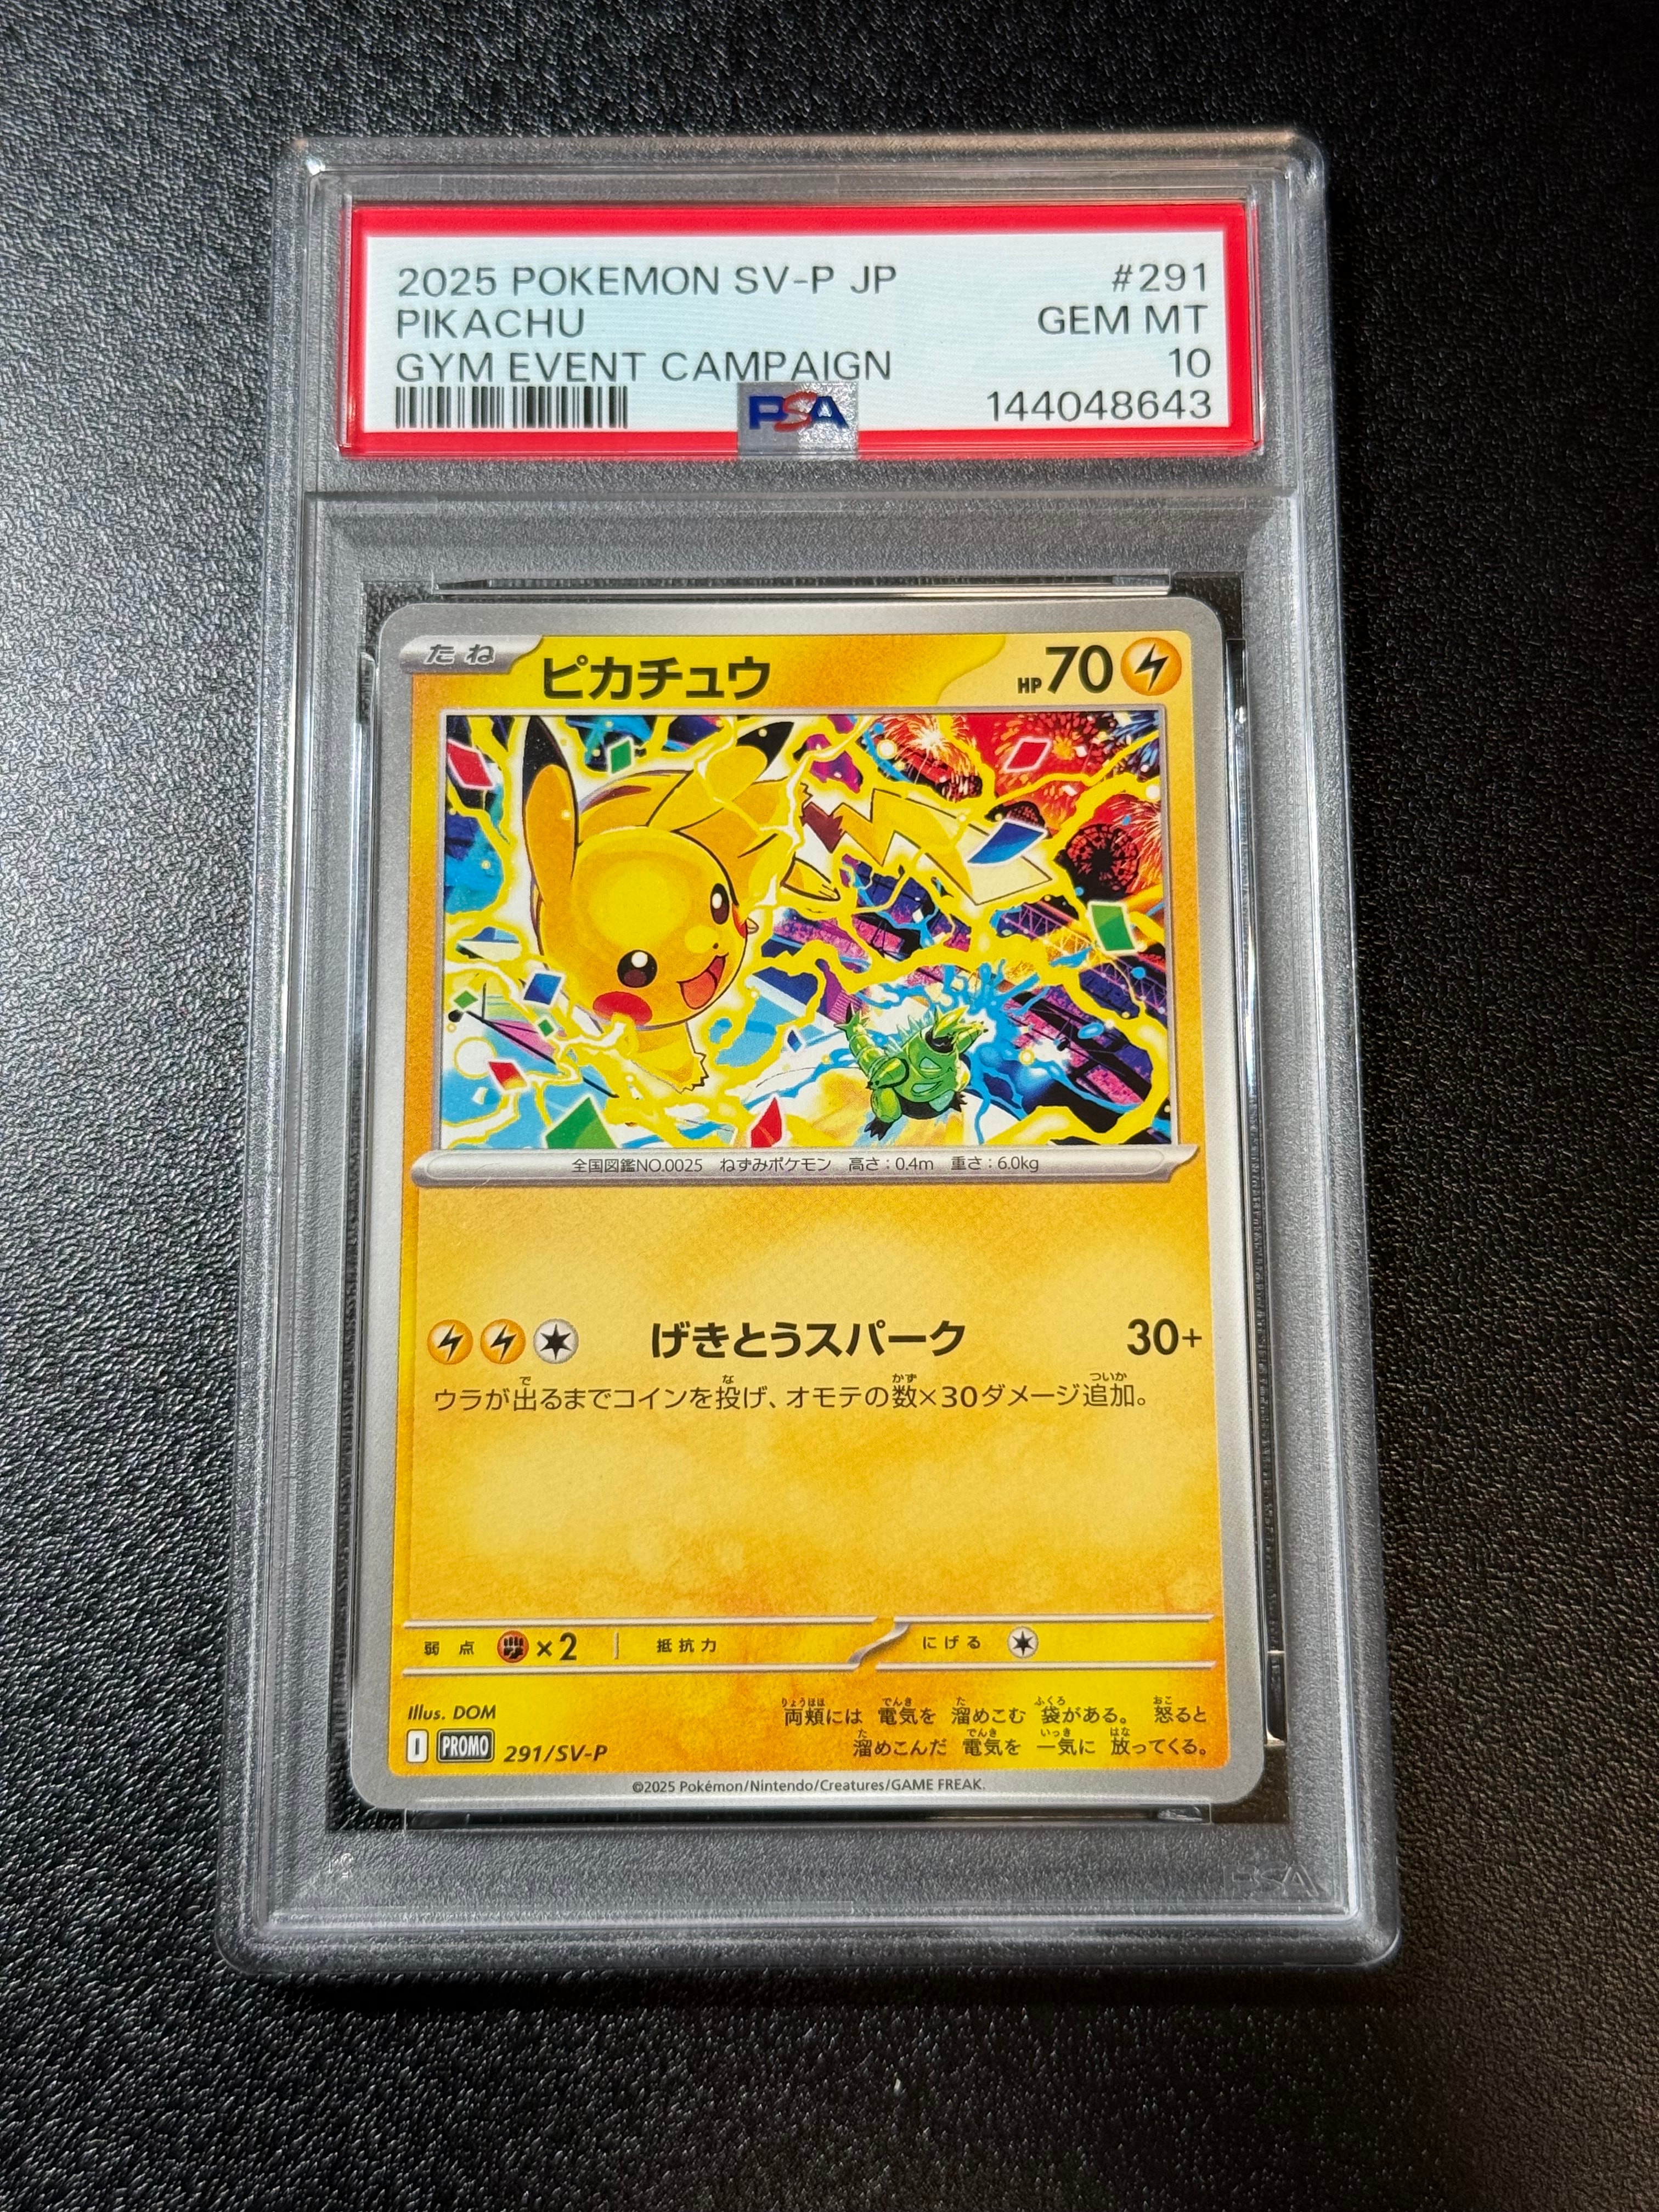 2025 POKEMON SV-P JP #291
PIKACHU GEM MT
GYM EVENT CAMPAIGN 10
PSA 144048643
たね ピカチュウ HP70
全国図鑑NO.0025 ねずみポケモン 高さ:0.4m 重さ:6.0kg
げきとうスパーク 30+
ウラが出るまでコインを投げ、オモテの数×30ダメージ追加。
弱点 ×2 抵抗力 にげる
Illus. DOM
両頬には 電気を 溜めこむ 袋がある。 怒ると
溜めこんだ 電気を 一気に 放ってくる。
I PROMO 291/SV-P
©2025 Pokémon/Nintendo/Creatures/GAME FREAK.
PSA